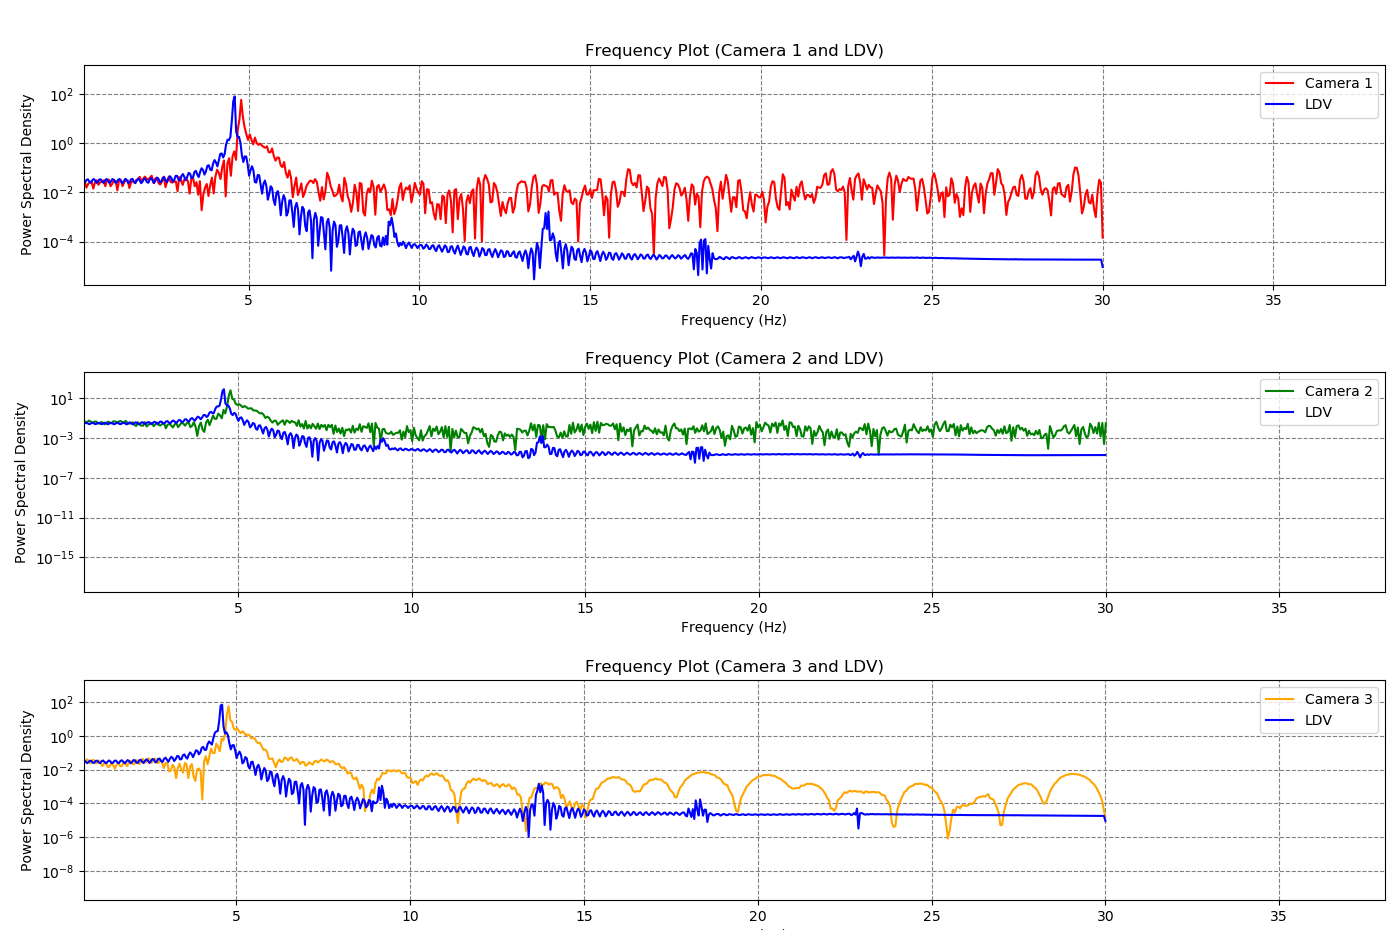 Frequency Plot (Camera 1 and LDV)
Power Spectral Density
10^2
10^0
10^-2
10^-4
Camera 1
LDV
5 10 15 20 25 30 35
Frequency (Hz)
Frequency Plot (Camera 2 and LDV)
Power Spectral Density
10^1
10^-3
10^-7
10^-11
10^-15
Camera 2
LDV
5 10 15 20 25 30 35
Frequency (Hz)
Frequency Plot (Camera 3 and LDV)
Power Spectral Density
10^2
10^0
10^-2
10^-4
10^-6
10^-8
Camera 3
LDV
5 10 15 20 25 30 35